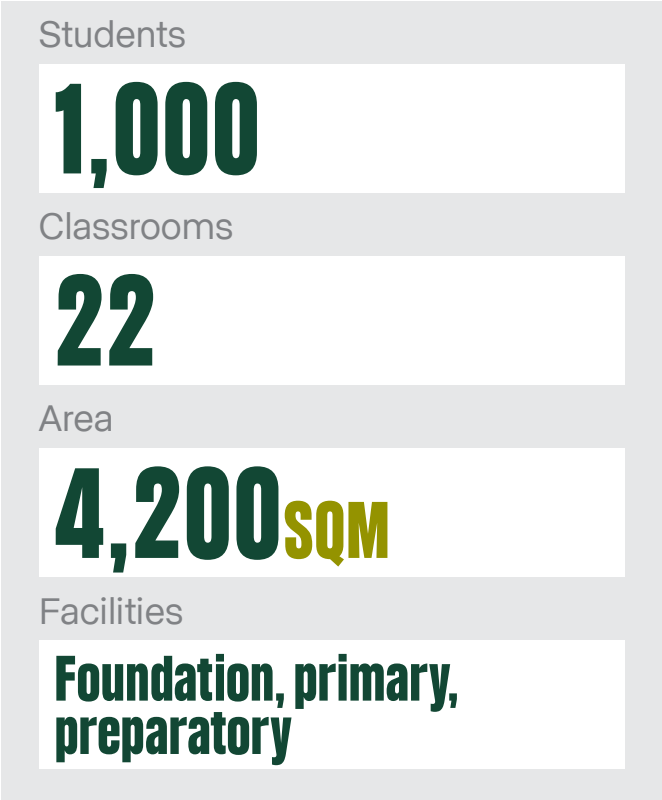 Students
1,000
Classrooms
22
Area
4,200SQM
Facilities
Foundation, primary,
preparatory